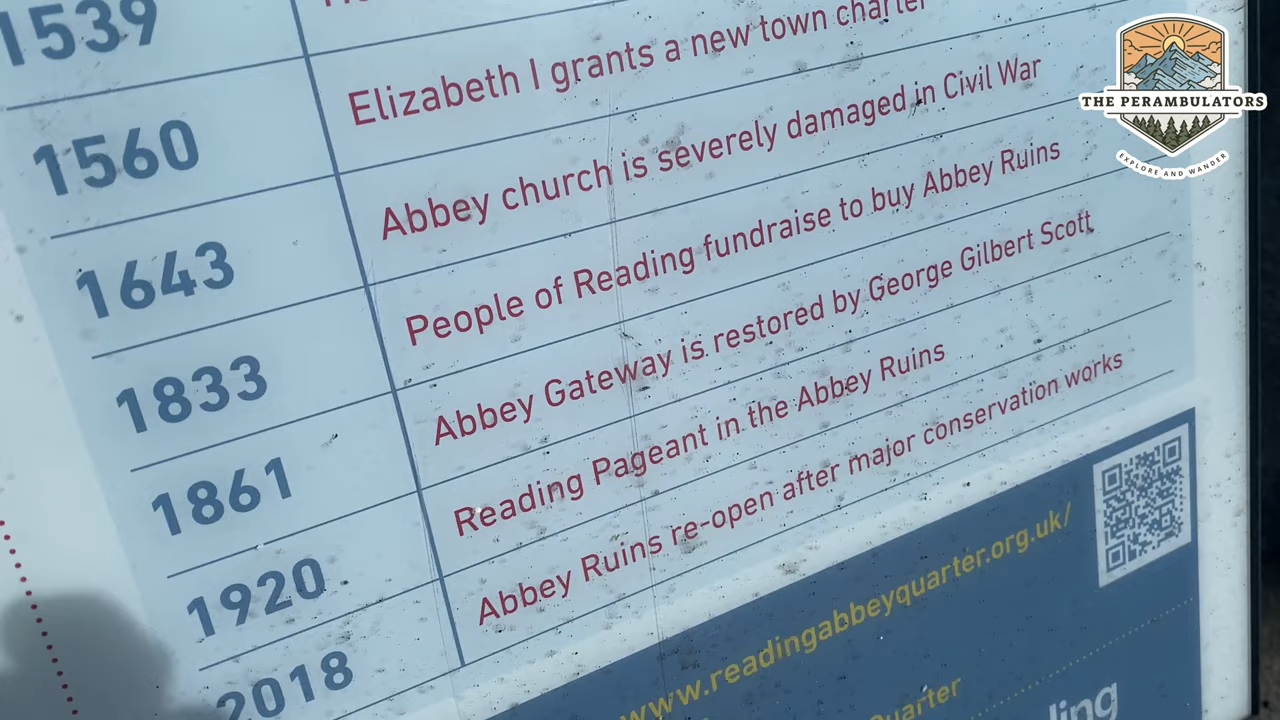 1539
1560 Elizabeth I grants a new town charter
1643 Abbey church is severely damaged in Civil War
1833 People of Reading fundraise to buy Abbey Ruins
1861 Abbey Gateway is restored by George Gilbert Scott
1920 Reading Pageant in the Abbey Ruins
2018 Abbey Ruins re-open after major conservation works
www.readingabbeyquarter.org.uk/
Quarter
THE PERAMBULATORS
EXPLORE AND WANDER